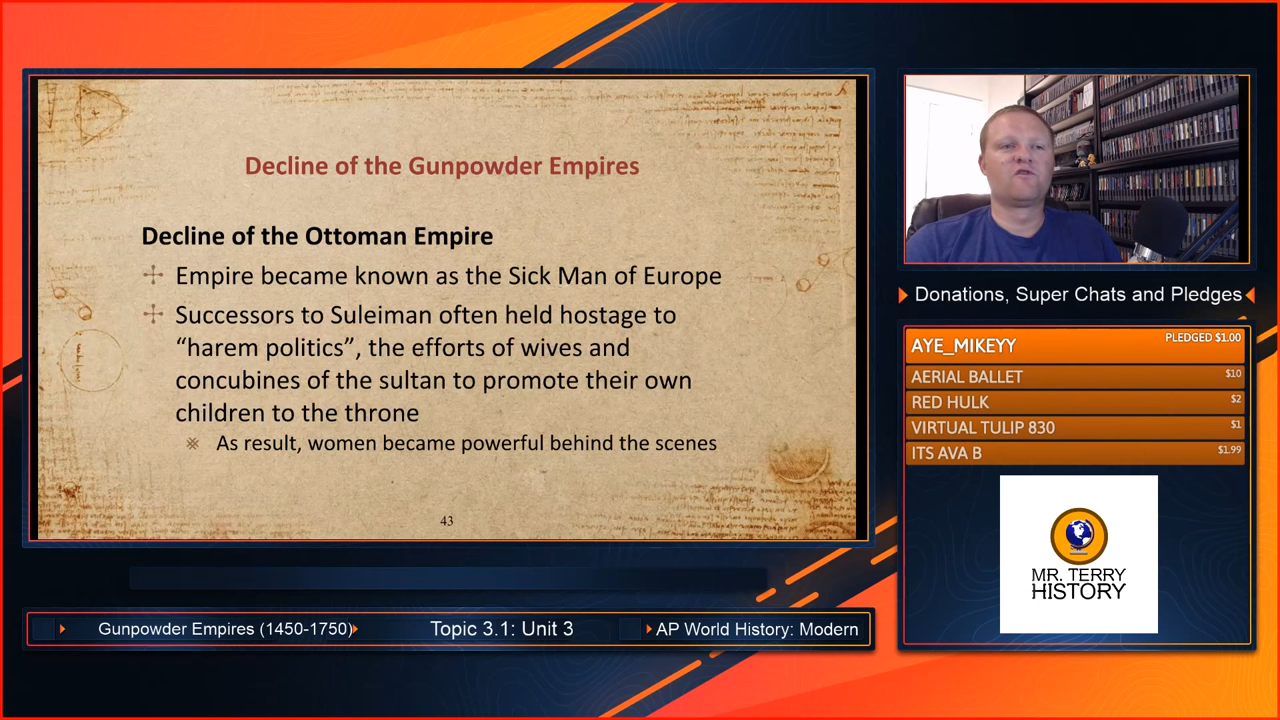 Decline of the Gunpowder Empires
Decline of the Ottoman Empire
Empire became known as the Sick Man of Europe
Successors to Suleiman often held hostage to
“harem politics”, the efforts of wives and
concubines of the sultan to promote their own
children to the throne
As result, women became powerful behind the scenes
43
Donations, Super Chats and Pledges
AYE_MIKEYY PLEDGED $1.00
AERIAL BALLET $10
RED HULK $2
VIRTUAL TULIP 830 $1
ITS AVA B $1.99
MR. TERRY
HISTORY
Gunpowder Empires (1450-1750)
Topic 3.1: Unit 3
AP World History: Modern